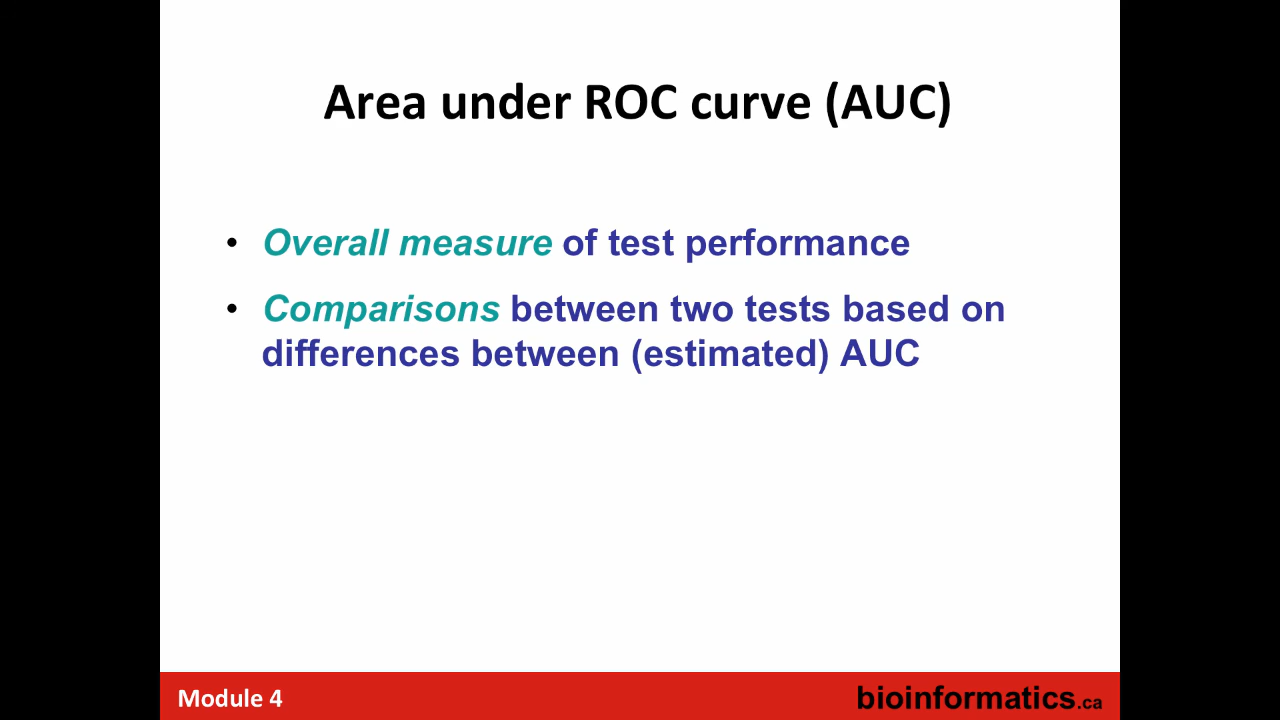 Area under ROC curve (AUC)
• Overall measure of test performance
• Comparisons between two tests based on
differences between (estimated) AUC
Module 4
bioinformatics.ca